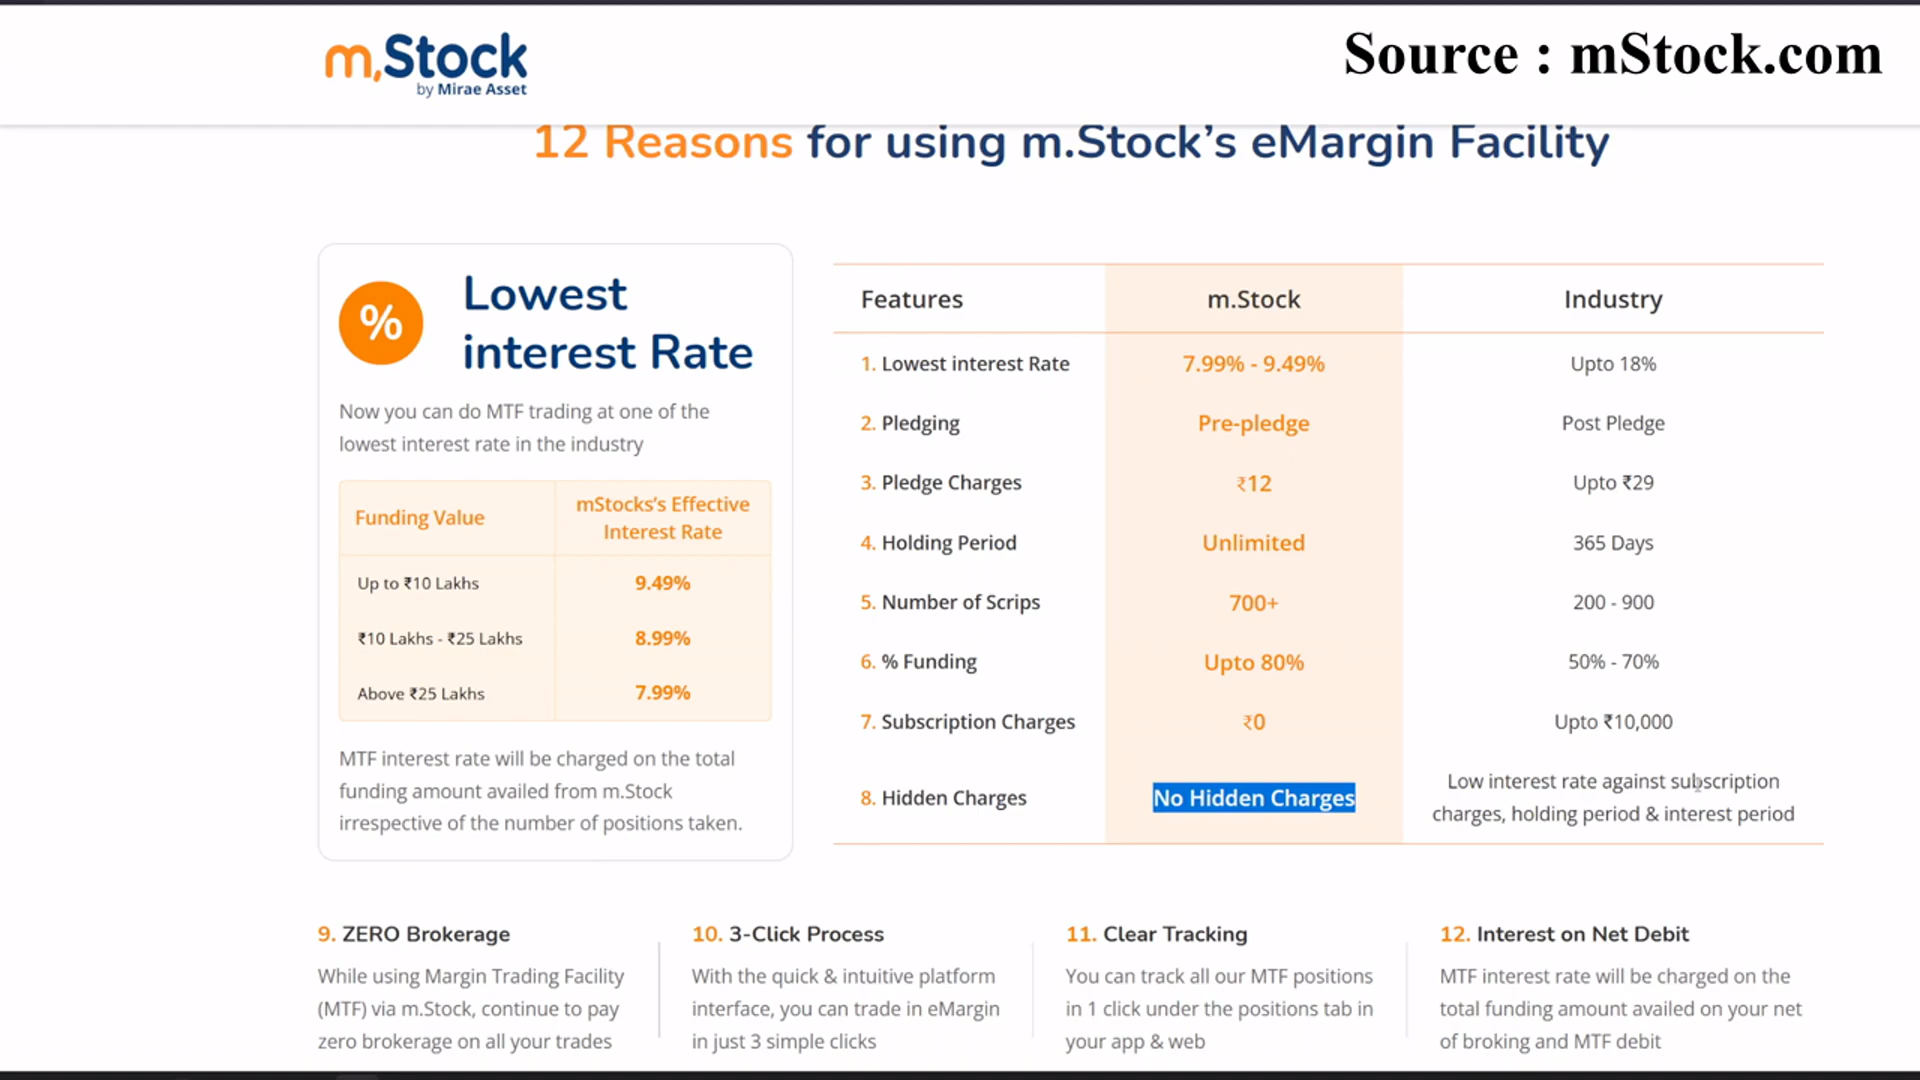 m.Stock
by Mirae Asset
Source : mStock.com
12 Reasons for using m.Stock’s eMargin Facility
%
Lowest
interest Rate
Now you can do MTF trading at one of the
lowest interest rate in the industry
Funding Value
mStocks’s Effective
Interest Rate
Up to ₹10 Lakhs
9.49%
₹10 Lakhs - ₹25 Lakhs
8.99%
Above ₹25 Lakhs
7.99%
MTF interest rate will be charged on the total
funding amount availed from m.Stock
irrespective of the number of positions taken.
Features m.Stock Industry
1. Lowest interest Rate 7.99% - 9.49% Upto 18%
2. Pledging Pre-pledge Post Pledge
3. Pledge Charges ₹12 Upto ₹29
4. Holding Period Unlimited 365 Days
5. Number of Scrips 700+ 200 - 900
6. % Funding Upto 80% 50% - 70%
7. Subscription Charges ₹0 Upto ₹10,000
8. Hidden Charges No Hidden Charges
Low interest rate against subscription
charges, holding period & interest period
9. ZERO Brokerage
While using Margin Trading Facility
(MTF) via m.Stock, continue to pay
zero brokerage on all your trades
10. 3-Click Process
With the quick & intuitive platform
interface, you can trade in eMargin
in just 3 simple clicks
11. Clear Tracking
You can track all our MTF positions
in 1 click under the positions tab in
your app & web
12. Interest on Net Debit
MTF interest rate will be charged on the
total funding amount availed on your net
of broking and MTF debit